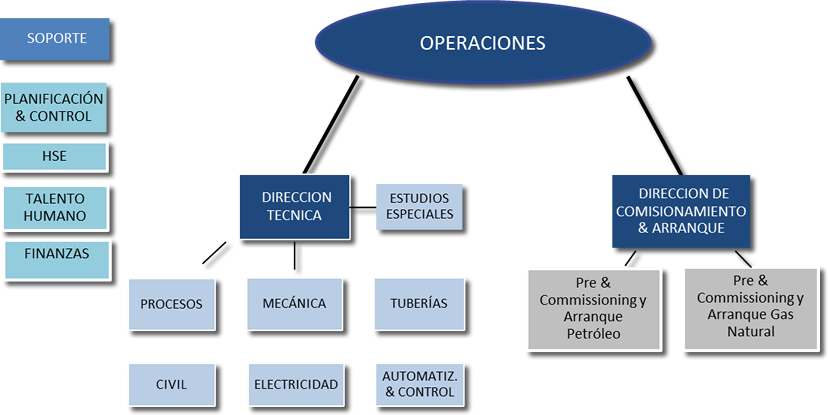 SOPORTE
PLANIFICACIÓN
& CONTROL
HSE
TALENTO
HUMANO
FINANZAS
OPERACIONES
DIRECCION
TECNICA
ESTUDIOS
ESPECIALES
PROCESOS
MECÁNICA
TUBERÍAS
CIVIL
ELECTRICIDAD
AUTOMATIZ.
& CONTROL
DIRECCION DE
COMISIONAMIENTO
& ARRANQUE
Pre &
Commissioning y
Arranque
Petróleo
Pre &
Commissioning y
Arranque Gas
Natural